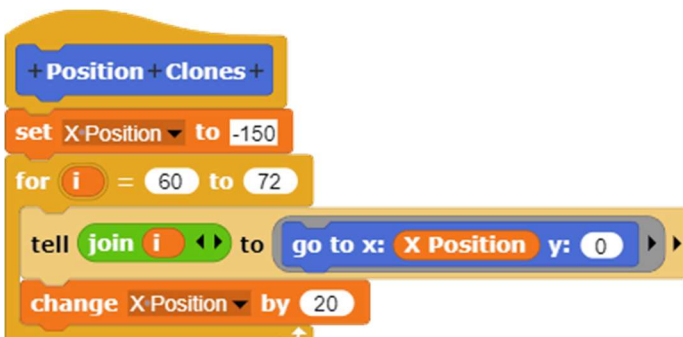 +Position+Clones+
set X Position to -150
for i = 60 to 72
tell join i to go to x: X Position y: 0
change X Position by 20